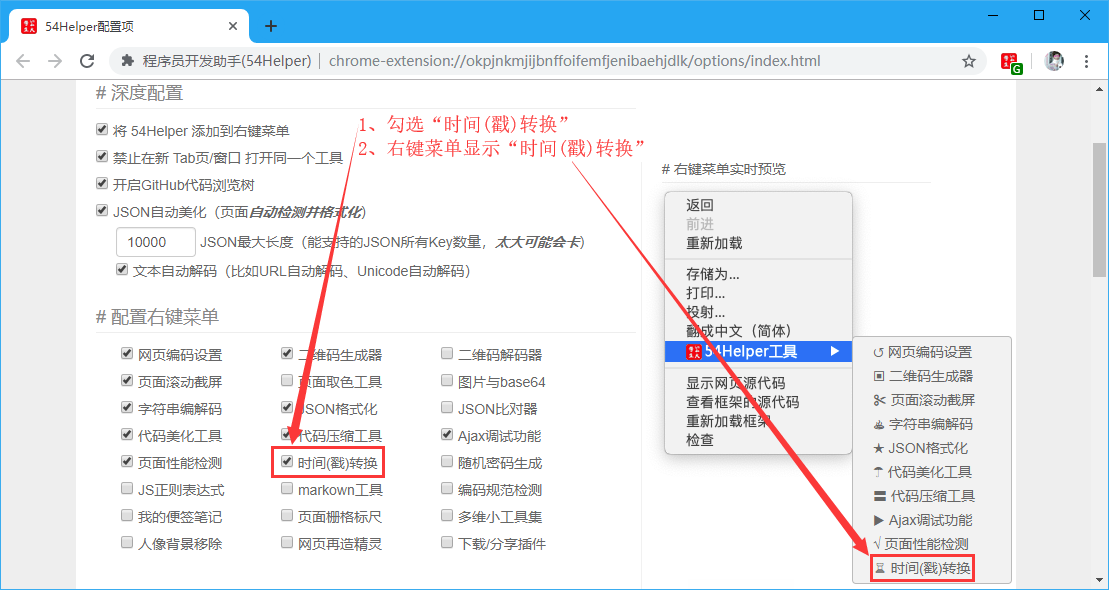 54Helper配置项
程序员开发助手(54Helper) | chrome-extension://okpjnkmjijbnffoifemfjenibaehjdlk/options/index.html
# 深度配置
将 54Helper 添加到右键菜单
禁止在新 Tab页/窗口 打开同一个工具
开启GitHub代码浏览树
JSON自动美化（页面自动检测并格式化）
10000 JSON最大长度（能支持的JSON所有Key数量，太大可能会卡）
文本自动解码（比如URL自动解码、Unicode自动解码）
1、勾选“时间(戳)转换”
2、右键菜单显示“时间(戳)转换”
# 配置右键菜单
网页编码设置 二维码生成器 二维码解码器
页面滚动截屏 页面取色工具 图片与base64
字符串编解码 JSON格式化 JSON比对器
代码美化工具 代码压缩工具 Ajax调试功能
页面性能检测 时间(戳)转换 随机密码生成
JS正则表达式 markown工具 编码规范检测
我的便签笔记 页面栅格标尺 多维小工具集
人像背景移除 网页再造精灵 下载/分享插件
# 右键菜单实时预览
返回
前进
重新加载
存储为...
打印...
投射...
翻成中文（简体）
54Helper工具
显示网页源代码
查看框架的源代码
重新加载框架
检查
网页编码设置
二维码生成器
页面滚动截屏
字符串编解码
JSON格式化
代码美化工具
代码压缩工具
Ajax调试功能
页面性能检测
时间(戳)转换